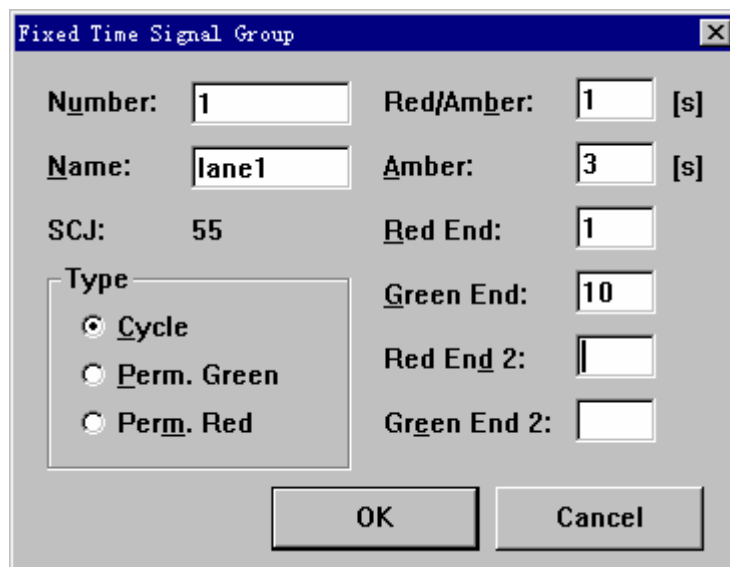 Fixed Time Signal Group
Number: 1
Name: lane1
SCJ: 55
Type
Cycle
Perm. Green
Perm. Red
Red/Amber: 1 [s]
Amber: 3 [s]
Red End: 1
Green End: 10
Red End 2:
Green End 2:
OK
Cancel